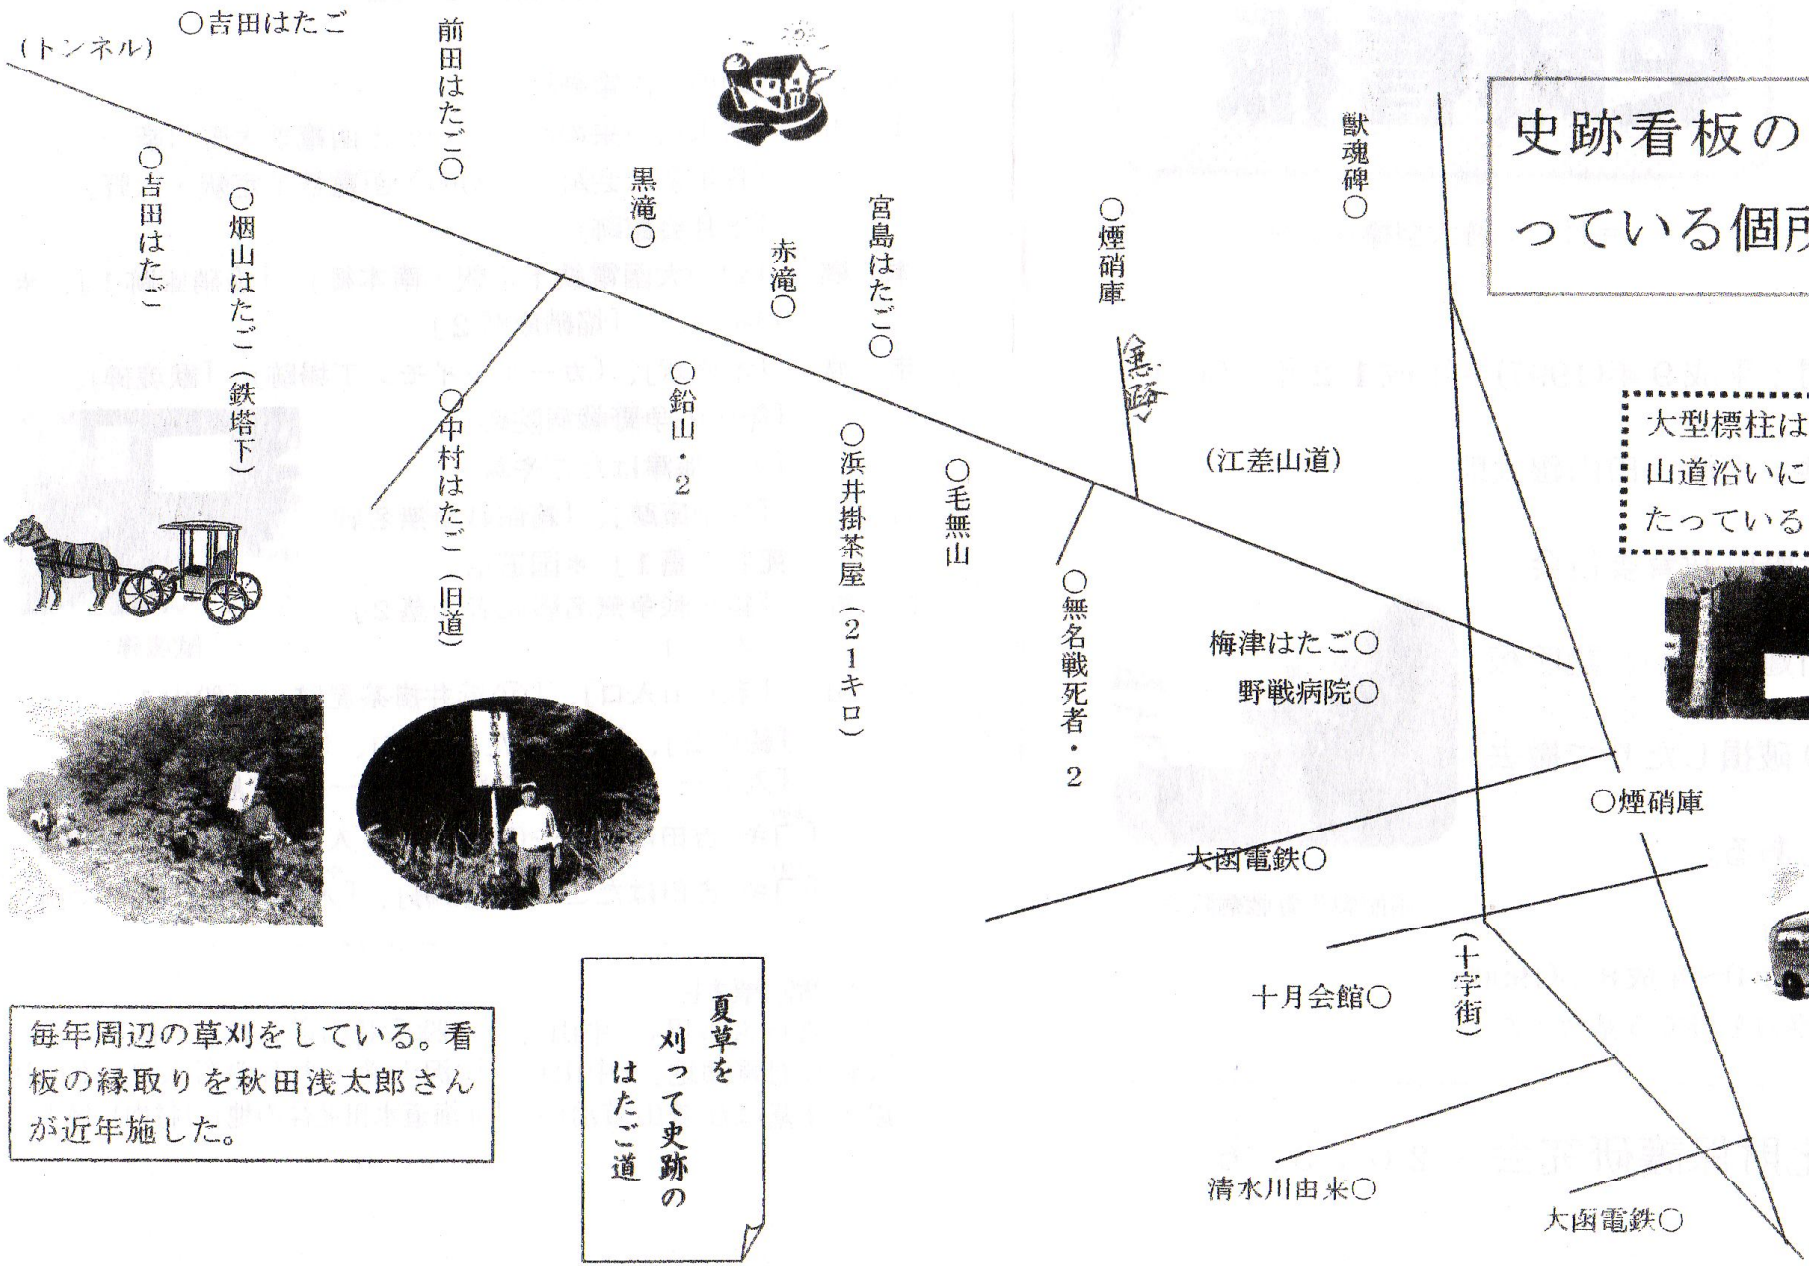 (トンネル)
○吉田はたご
前田はたご○
○吉田はたご
○烟山はたご(鉄塔下)
黒滝○
赤滝○
宮島はたご○
○煙硝庫
獣魂碑○
史跡看板の
っている個所
○中村はたご(旧道)
○鉛山・2
○浜井掛茶屋(21キロ)
○毛無山
(江差山道)
○無名戦死者・2
大型標柱は
山道沿いに
たっている
梅津はたご○
野戦病院○
○煙硝庫
大函電鉄○
(十字街)
十月会館○
清水川由来○
大函電鉄○
毎年周辺の草刈をしている。看
板の縁取りを秋田浅太郎さん
が近年施した。
夏草を
刈って史跡の
はたご道